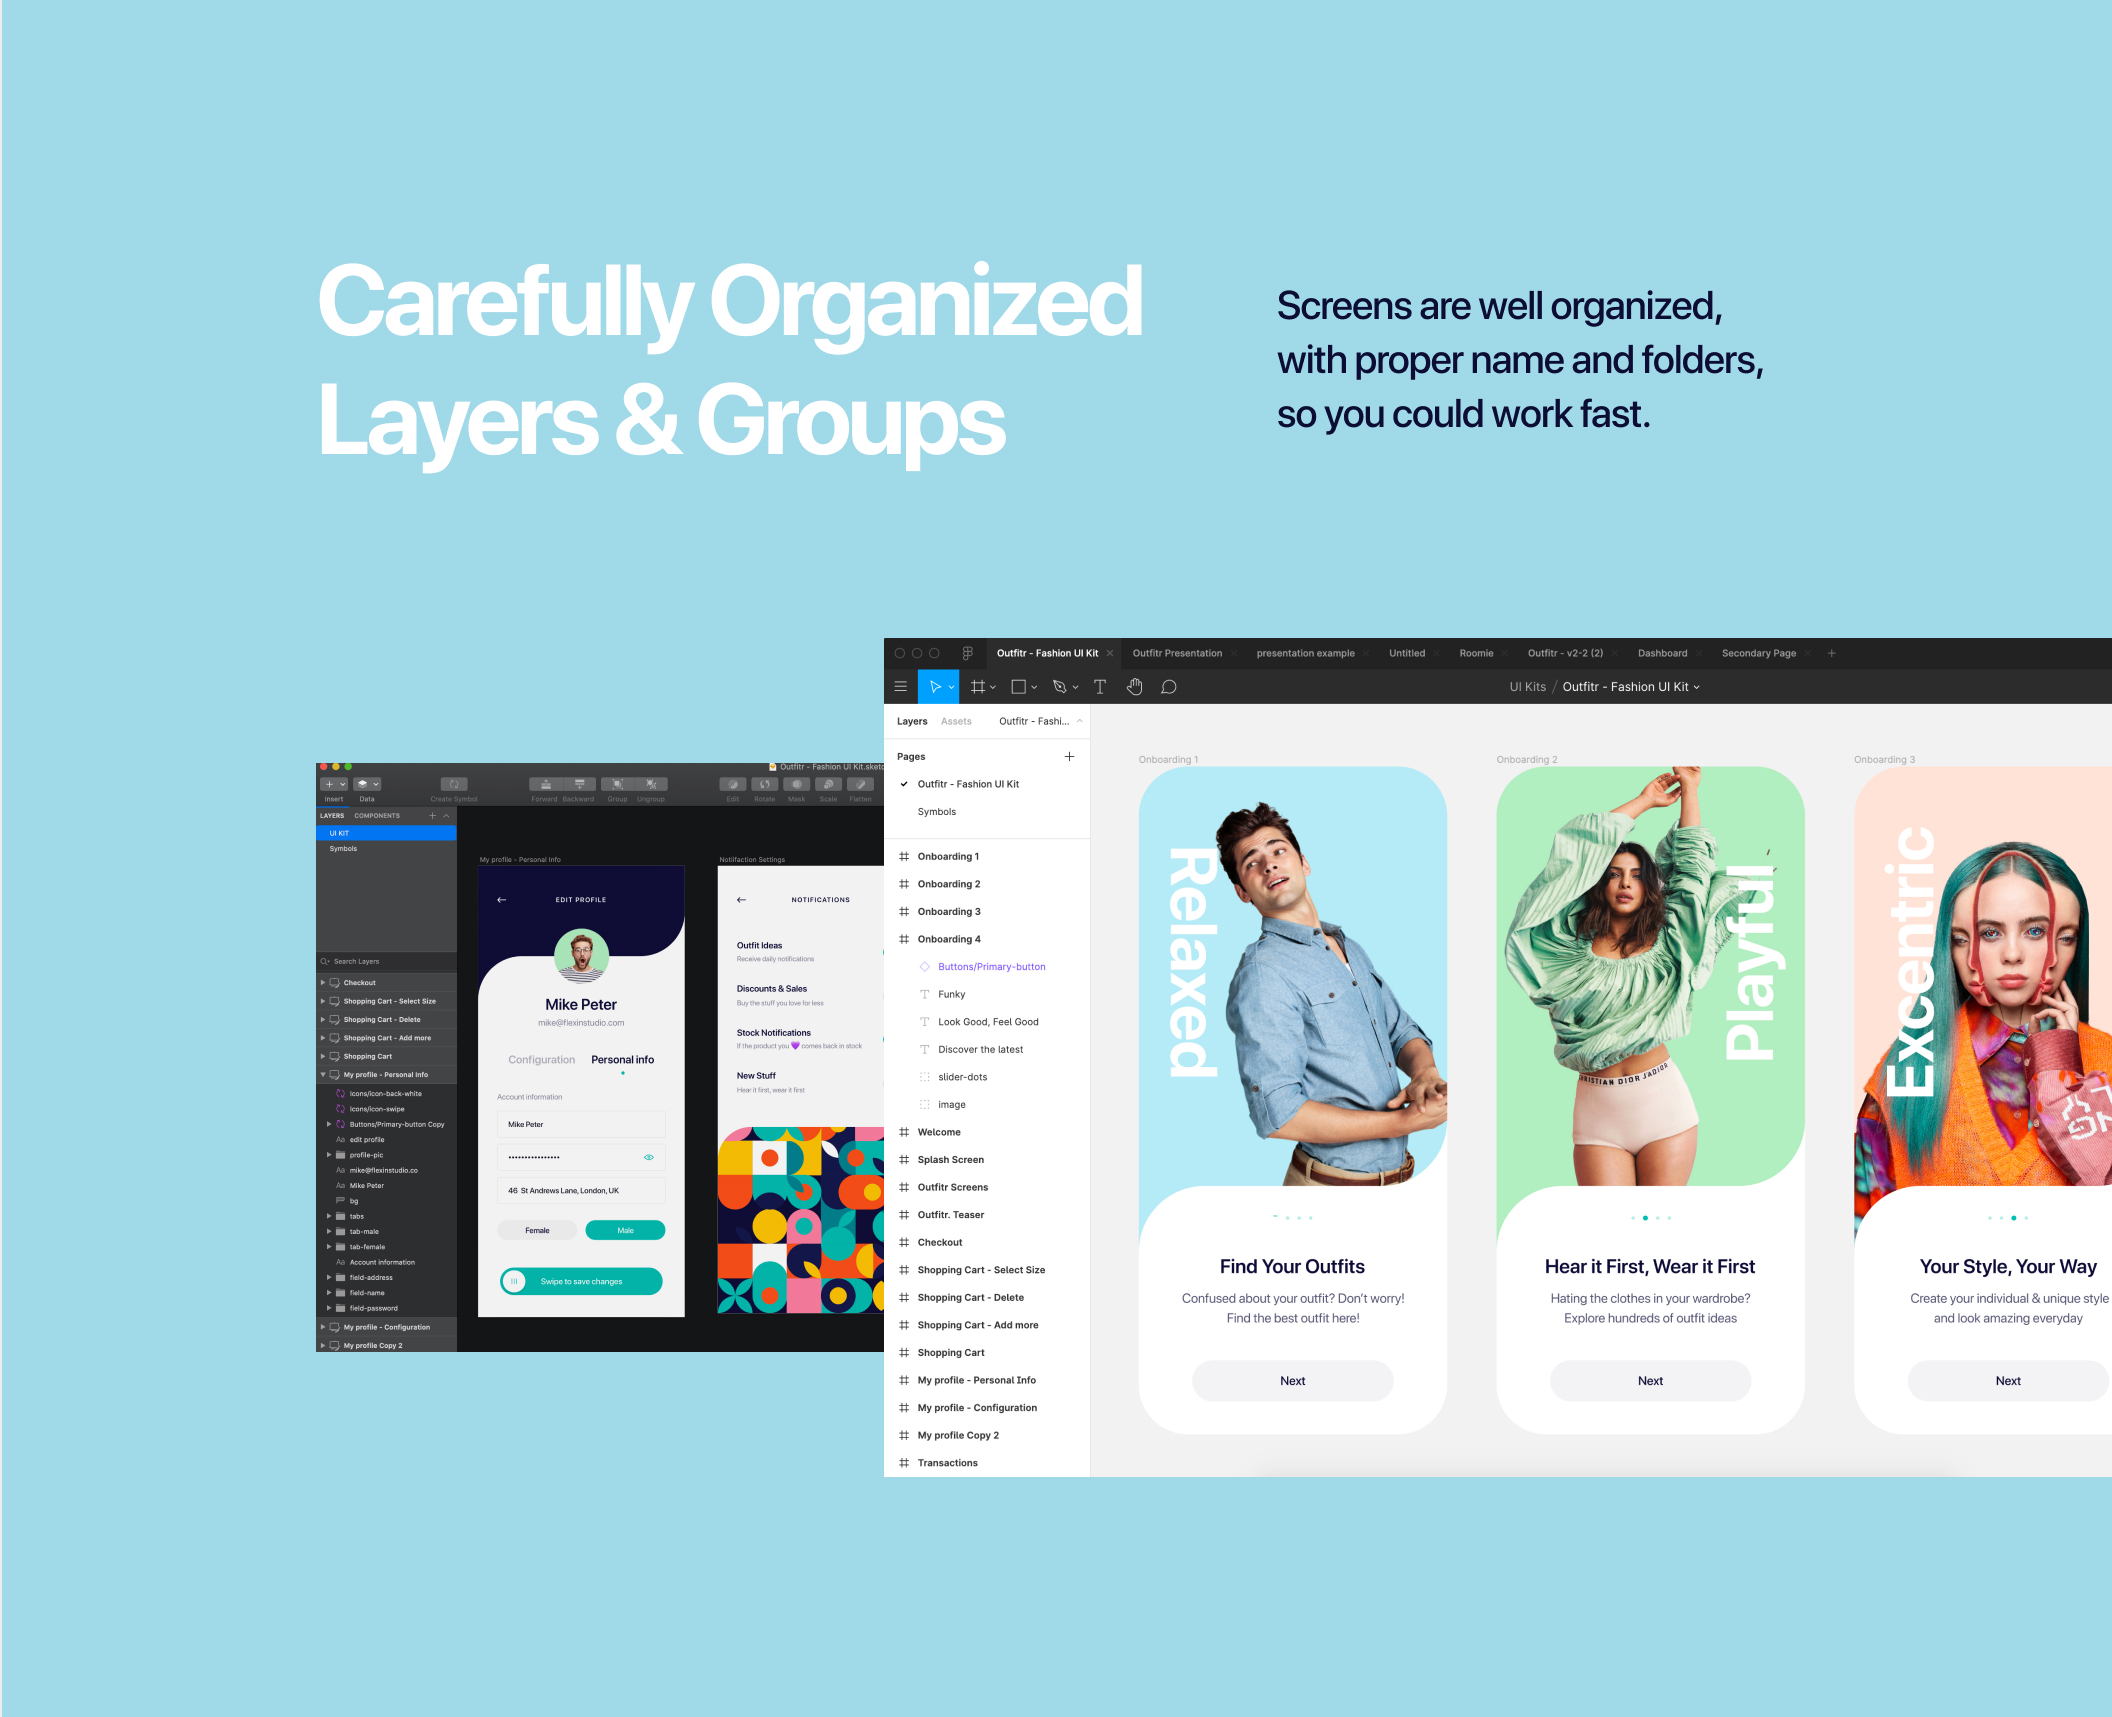 Carefully Organized
Layers & Groups
Screens are well organized,
with proper name and folders,
so you could work fast.
Outfitr - Fashion UI Kit.sketc
Insert
Data
Create Symbol
Forward
Backward
Group
Ungroup
Edit
Rotate
Mask
Scale
Flatten
LAYERS
COMPONENTS
UI KIT
Symbols
Search Layers
Checkout
Shopping Cart - Select Size
Shopping Cart - Delete
Shopping Cart - Add more
Shopping Cart
My profile - Personal Info
Icons/icon-back-white
Icons/icon-swipe
Buttons/Primary-button Copy
Aa edit profile
profile-pic
Aa mike@flexinstudio.co
Aa Mike Peter
bg
tabs
tab-male
tab-female
Aa Account information
field-address
field-name
field-password
My profile - Configuration
My profile Copy 2
My profile - Personal Info
EDIT PROFILE
Mike Peter
mike@flexinstudio.com
Configuration
Personal info
Account information
Mike Peter
••••••••••••••••
46 St Andrews Lane, London, UK
Female
Male
Swipe to save changes
Notifaction Settings
NOTIFICATIONS
Outfit Ideas
Receive daily notifications
Discounts & Sales
Buy the stuff you love for less
Stock Notifications
If the product you 💜 comes back in stock
New Stuff
Hear it first, wear it first
Outfitr - Fashion UI Kit
Outfitr Presentation
presentation example
Untitled
Roomie
Outfitr - v2-2 (2)
Dashboard
Secondary Page
UI Kits / Outfitr - Fashion UI Kit
Layers
Assets
Outfitr - Fashi...
Pages
Outfitr - Fashion UI Kit
Symbols
Onboarding 1
Onboarding 2
Onboarding 3
Onboarding 4
Buttons/Primary-button
Funky
Look Good, Feel Good
Discover the latest
slider-dots
image
Welcome
Splash Screen
Outfitr Screens
Outfitr. Teaser
Checkout
Shopping Cart - Select Size
Shopping Cart - Delete
Shopping Cart - Add more
Shopping Cart
My profile - Personal Info
My profile - Configuration
My profile Copy 2
Transactions
Onboarding 1
Relaxed
Find Your Outfits
Confused about your outfit? Don't worry!
Find the best outfit here!
Next
Onboarding 2
Playful
RISTIAN DIOR J'ADIOR
Hear it First, Wear it First
Hating the clothes in your wardrobe?
Explore hundreds of outfit ideas
Next
Onboarding 3
Excentric
Your Style, Your Way
Create your individual & unique style
and look amazing everyday
Next